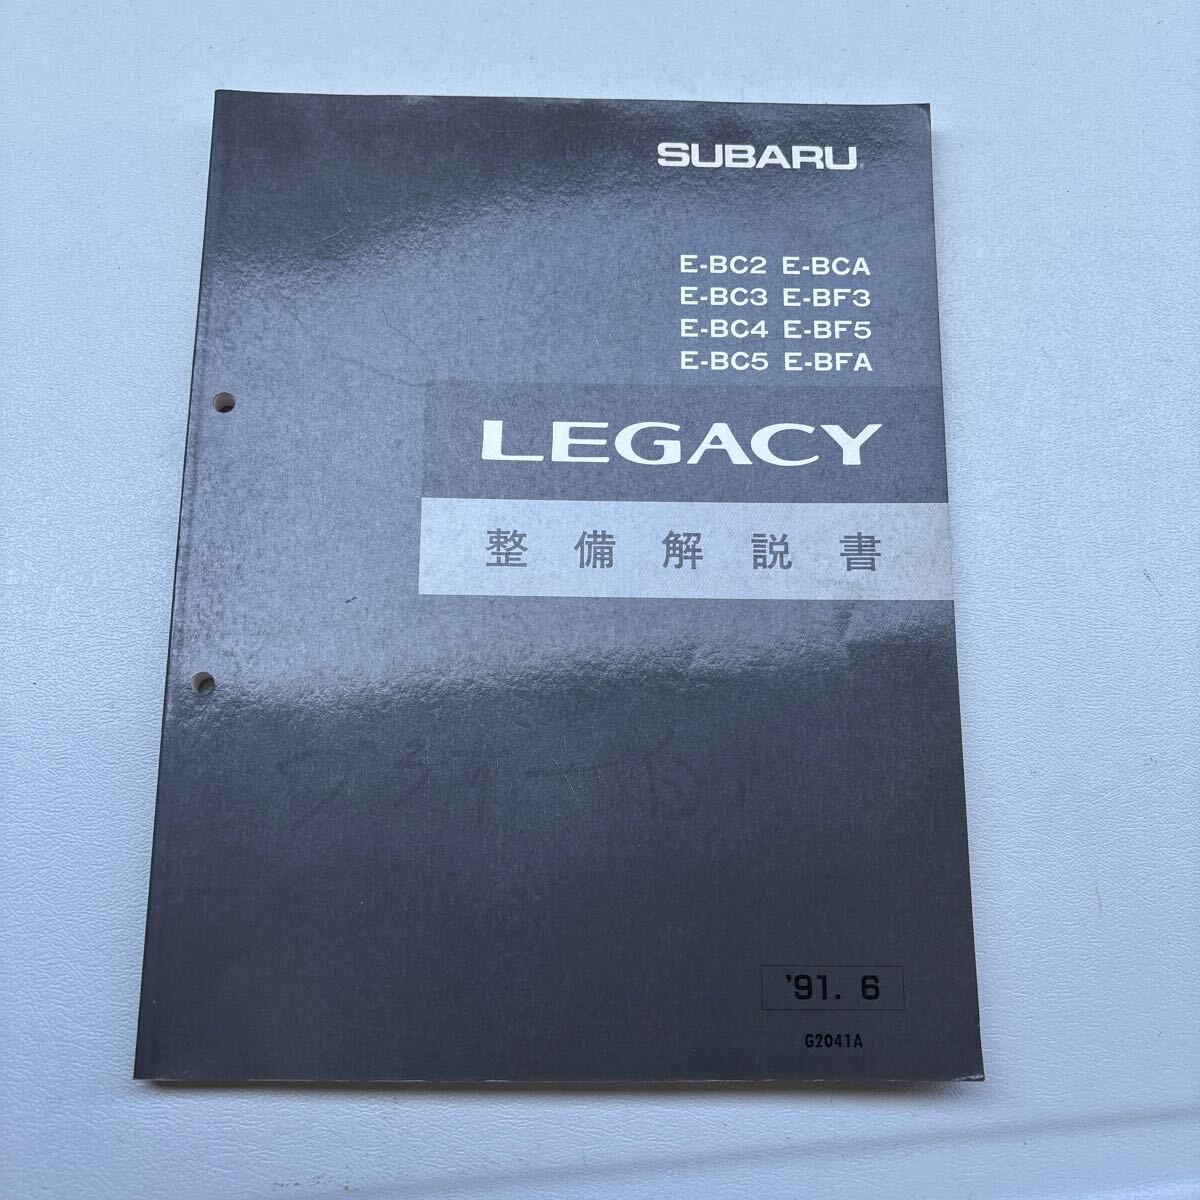 SUBARU
E-BC2 E-BCA
E-BC3 E-BF3
E-BC4 E-BF5
E-BC5 E-BFA
LEGACY
整備解説書
'91. 6
G2041A